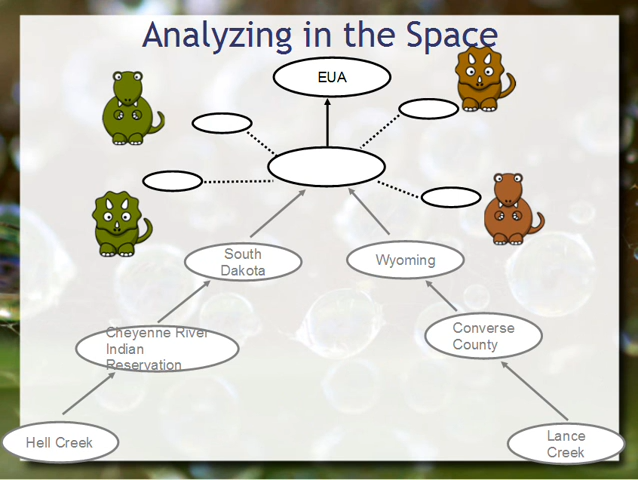 Analyzing in the Space
EUA
South
Dakota
Wyoming
Cheyenne River
Indian
Reservation
Converse
County
Hell Creek
Lance
Creek